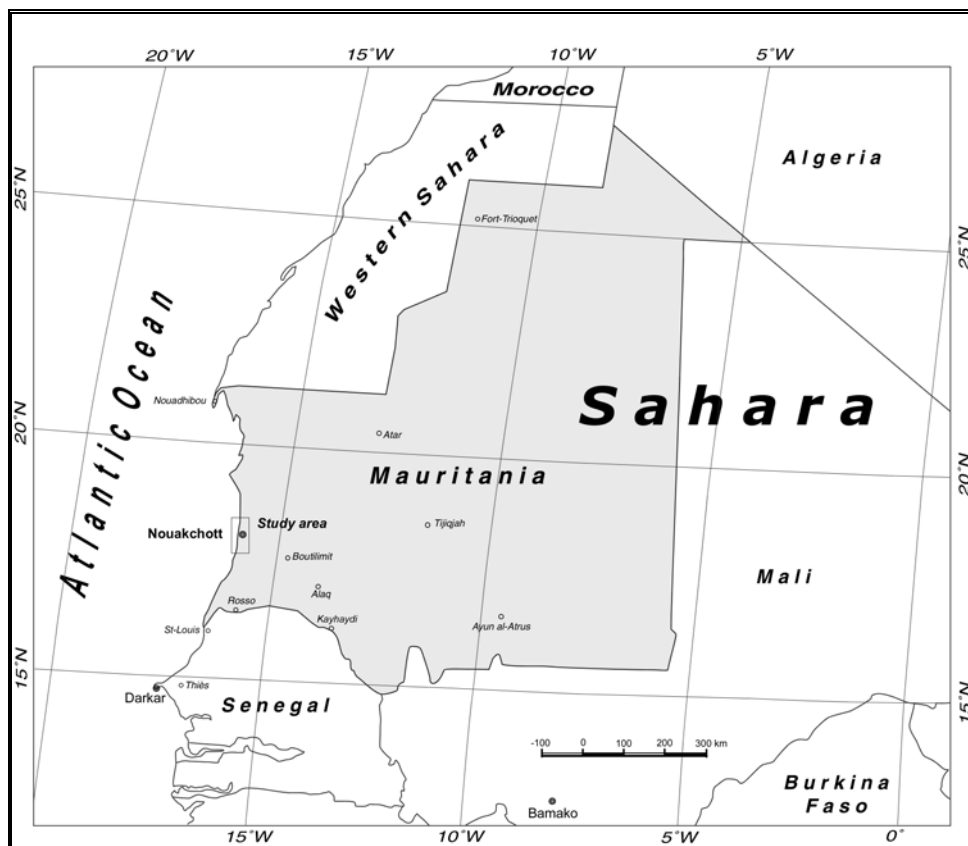 20°W
15°W
10°W
5°W
Morocco
Algeria
25°N
Western Sahara
Fort-Trioquet
25°N
Atlantic Ocean
Nouadhibou
Sahara
20°N
Atar
Mauritania
20°N
Nouakchott
Study area
Tijiqjah
Boutilimit
Mali
Alaq
Rosso
Kayhaydi
Ayun al-Atrus
St-Louis
15°N
Thiès
Darkar
Senegal
15°N
-100 0 100 200 300 km
Burkina
Faso
Bamako
15°W
10°W
5°W
0°